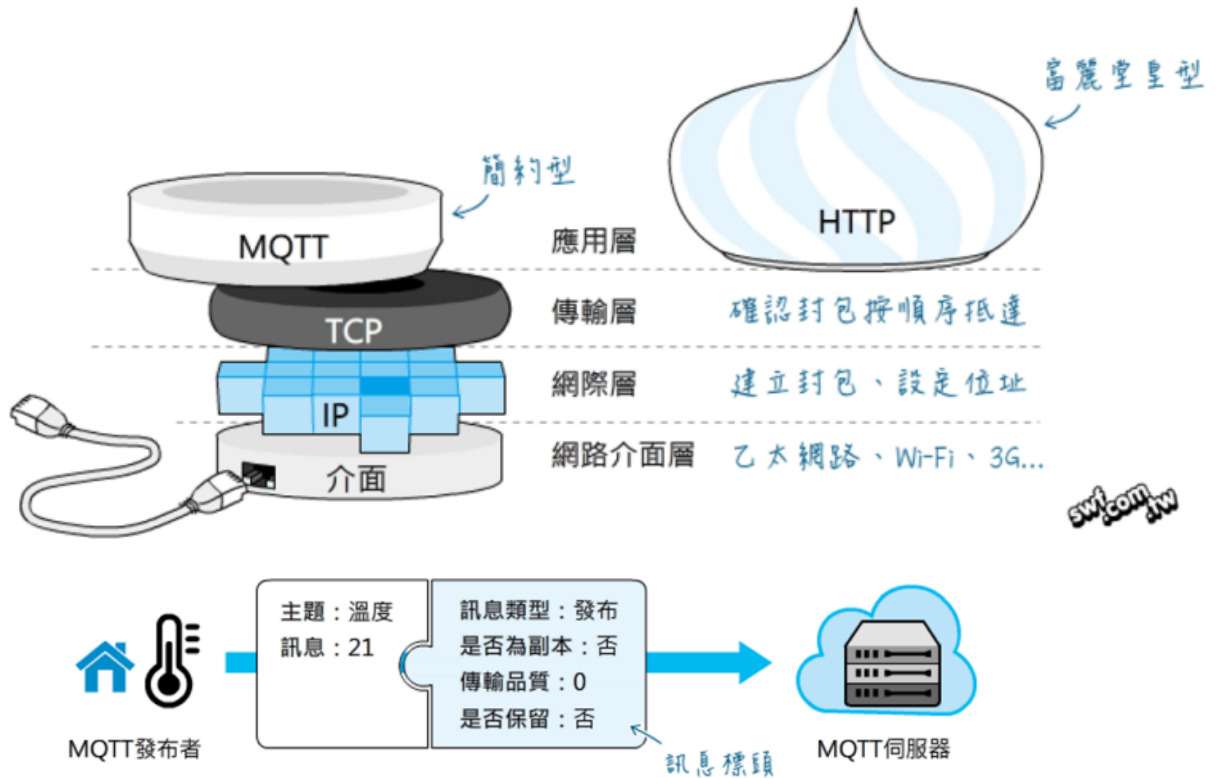 富麗堂皇型
簡約型
MQTT
應用層
HTTP
TCP
傳輸層
確認封包按順序抵達
IP
網際層
建立封包、設定位址
介面
網路介面層
乙太網路、Wi-Fi、3G...
swf.com.tw
主題：溫度
訊息：21
訊息類型：發布
是否為副本：否
傳輸品質：0
是否保留：否
MQTT發布者
訊息標頭
MQTT伺服器